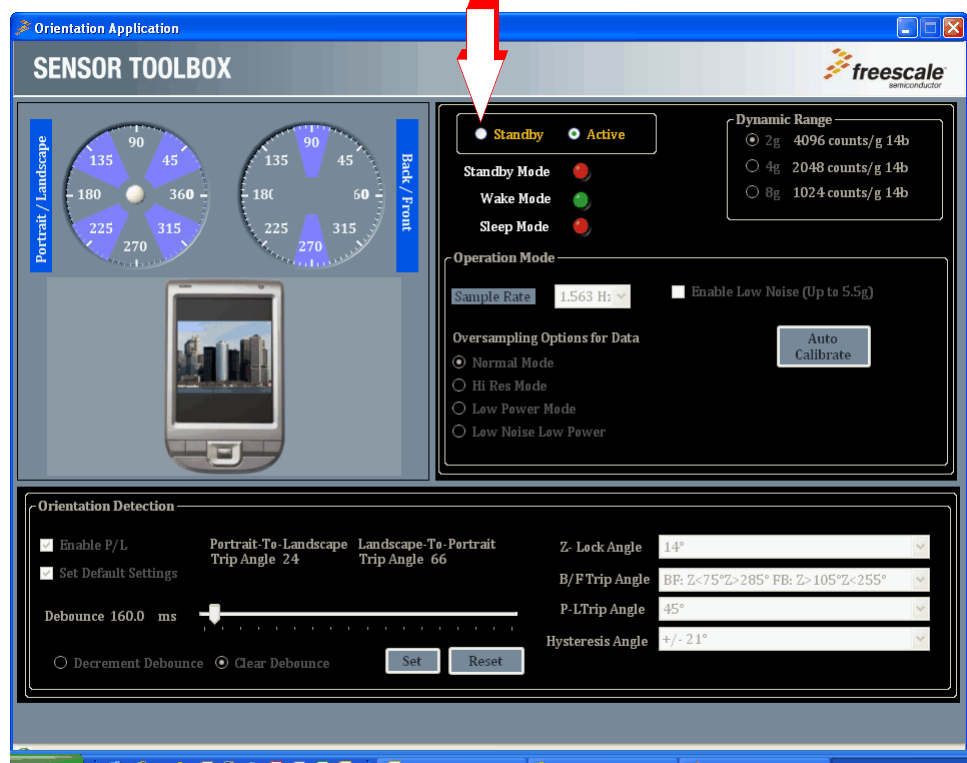 Orientation Application
SENSOR TOOLBOX
freescale
semiconductor
Portrait / Landscape
90
45
360
315
270
225
180
135
90
45
60
315
270
225
18(
135
Back / Front
Standby Active
Standby Mode
Wake Mode
Sleep Mode
Dynamic Range
2g 4096 counts/g 14b
4g 2048 counts/g 14b
8g 1024 counts/g 14b
Operation Mode
Sample Rate 1.563 H: Enable Low Noise (Up to 5.5g)
Oversampling Options for Data
Normal Mode
Hi Res Mode
Low Power Mode
Low Noise Low Power
Auto
Calibrate
Orientation Detection
Enable P/L
Set Default Settings
Portrait-To-Landscape
Trip Angle 24
Landscape-To-Portrait
Trip Angle 66
Debounce 160.0 ms
Decrement Debounce Clear Debounce
Set Reset
Z- Lock Angle 14°
B/F Trip Angle BF: Z<75°Z>285° FB: Z>105°Z<255°
P-LTrip Angle 45°
Hysteresis Angle +/- 21°